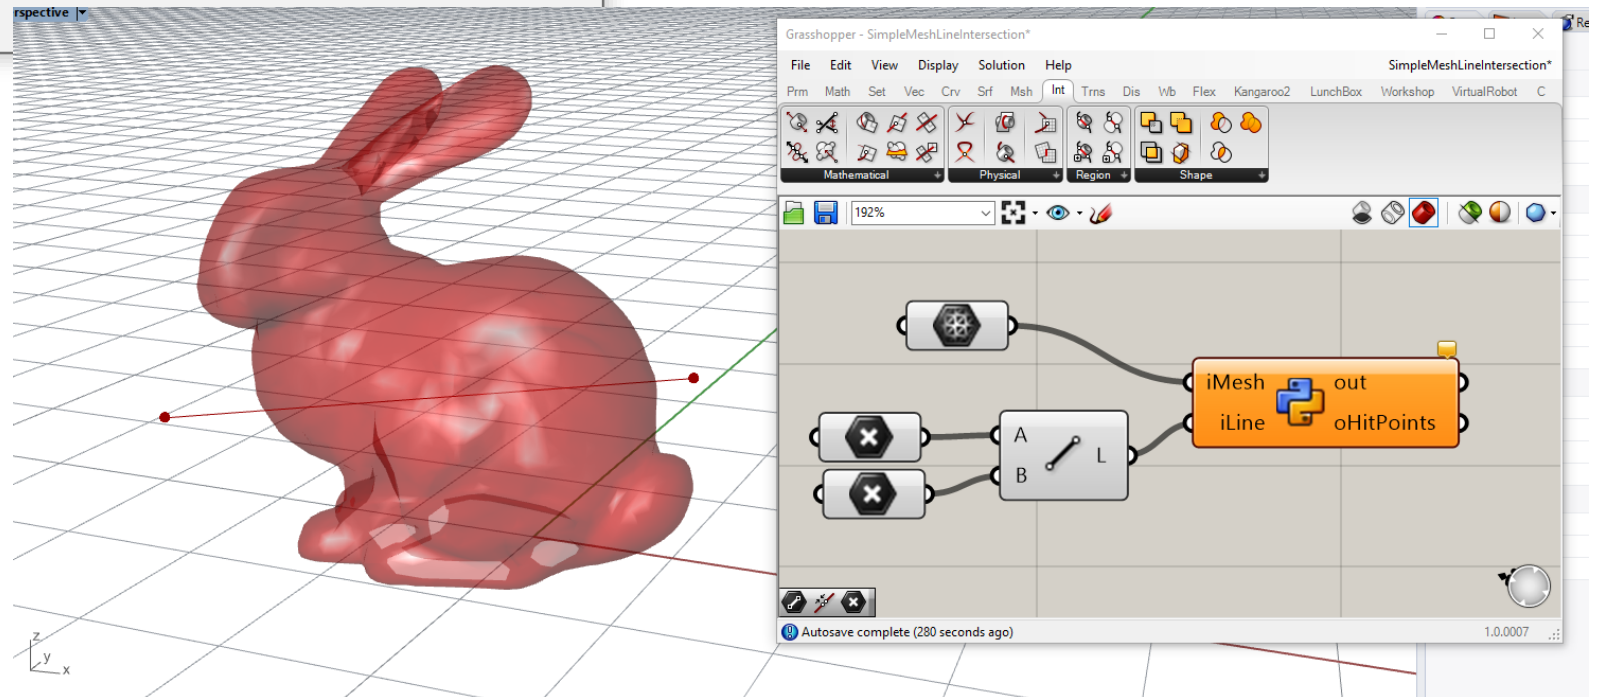 rspective
Re
Grasshopper - SimpleMeshLineIntersection*
File Edit View Display Solution Help SimpleMeshLineIntersection*
Prm Math Set Vec Crv Srf Msh Int Trns Dis Wb Flex Kangaroo2 LunchBox Workshop VirtualRobot C
Mathematical Physical Region Shape
192%
iMesh out
iLine oHitPoints
A
B
L
z
y
x
Autosave complete (280 seconds ago) 1.0.0007